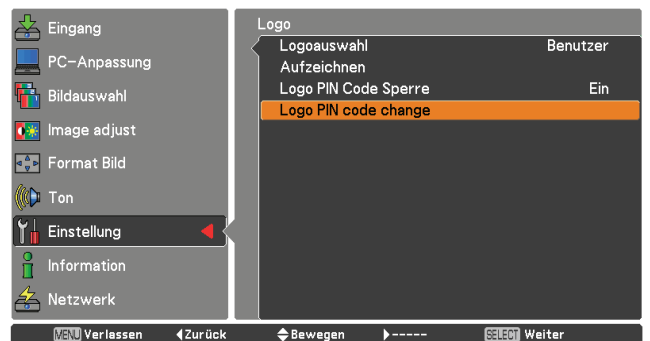 Eingang
PC-Anpassung
Bildauswahl
Image adjust
Format Bild
Ton
Einstellung
Information
Netzwerk
Logo
Logoauswahl Benutzer
Aufzeichnen
Logo PIN Code Sperre Ein
Logo PIN code change
MENU Verlassen Zurück Bewegen ----- SELECT Weiter